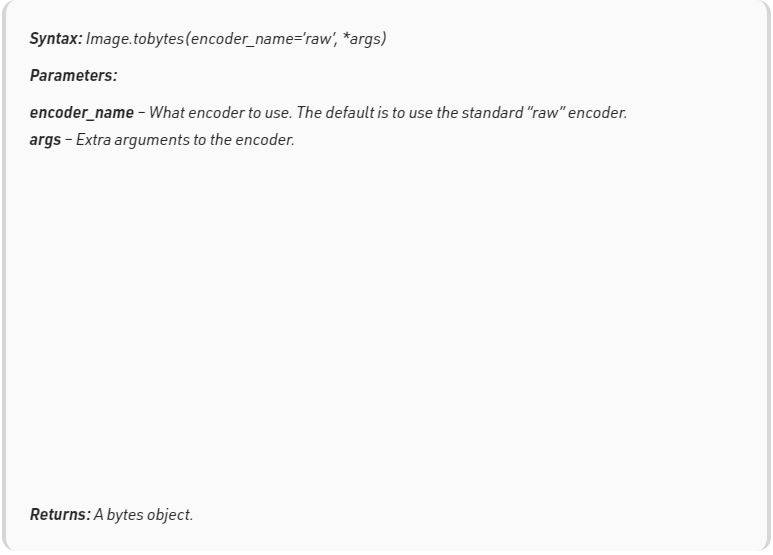 Syntax: Image.tobytes(encoder_name=’raw’, *args)
Parameters:
encoder_name – What encoder to use. The default is to use the standard “raw” encoder.
args – Extra arguments to the encoder.
Returns: A bytes object.